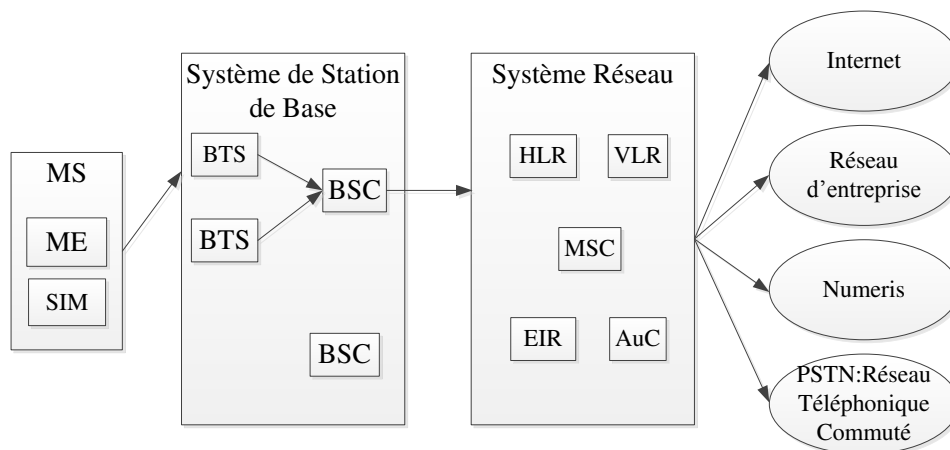 MS
ME
SIM
Système de Station
de Base
BTS
BTS
BSC
BSC
Système Réseau
HLR
VLR
MSC
EIR
AuC
Internet
Réseau
d’entreprise
Numeris
PSTN:Réseau
Téléphonique
Commuté